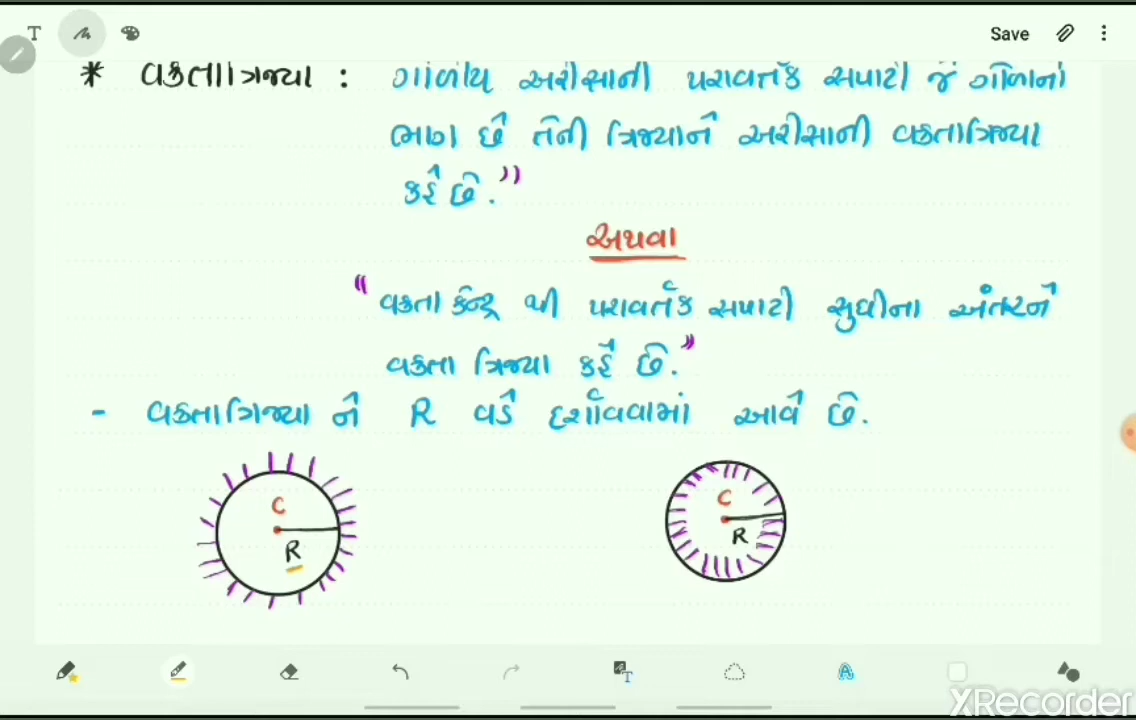 T Save
* વક્રતાત્રિજ્યા : ગોળીય અરીસાની પરાવર્તક સપાટી જે ગોળાનો
ભાગ છે તેની ત્રિજ્યાને અરીસાની વક્રતાત્રિજ્યા
કહે છે.”
અથવા
“વક્રતા કેન્દ્ર થી પરાવર્તક સપાટી સુધીના અંતરને
વક્રતા ત્રિજ્યા કહે છે.”
- વક્રતાત્રિજ્યા ને R વડે દર્શાવવામાં આવે છે.
C C
R R
T A
XRecorder